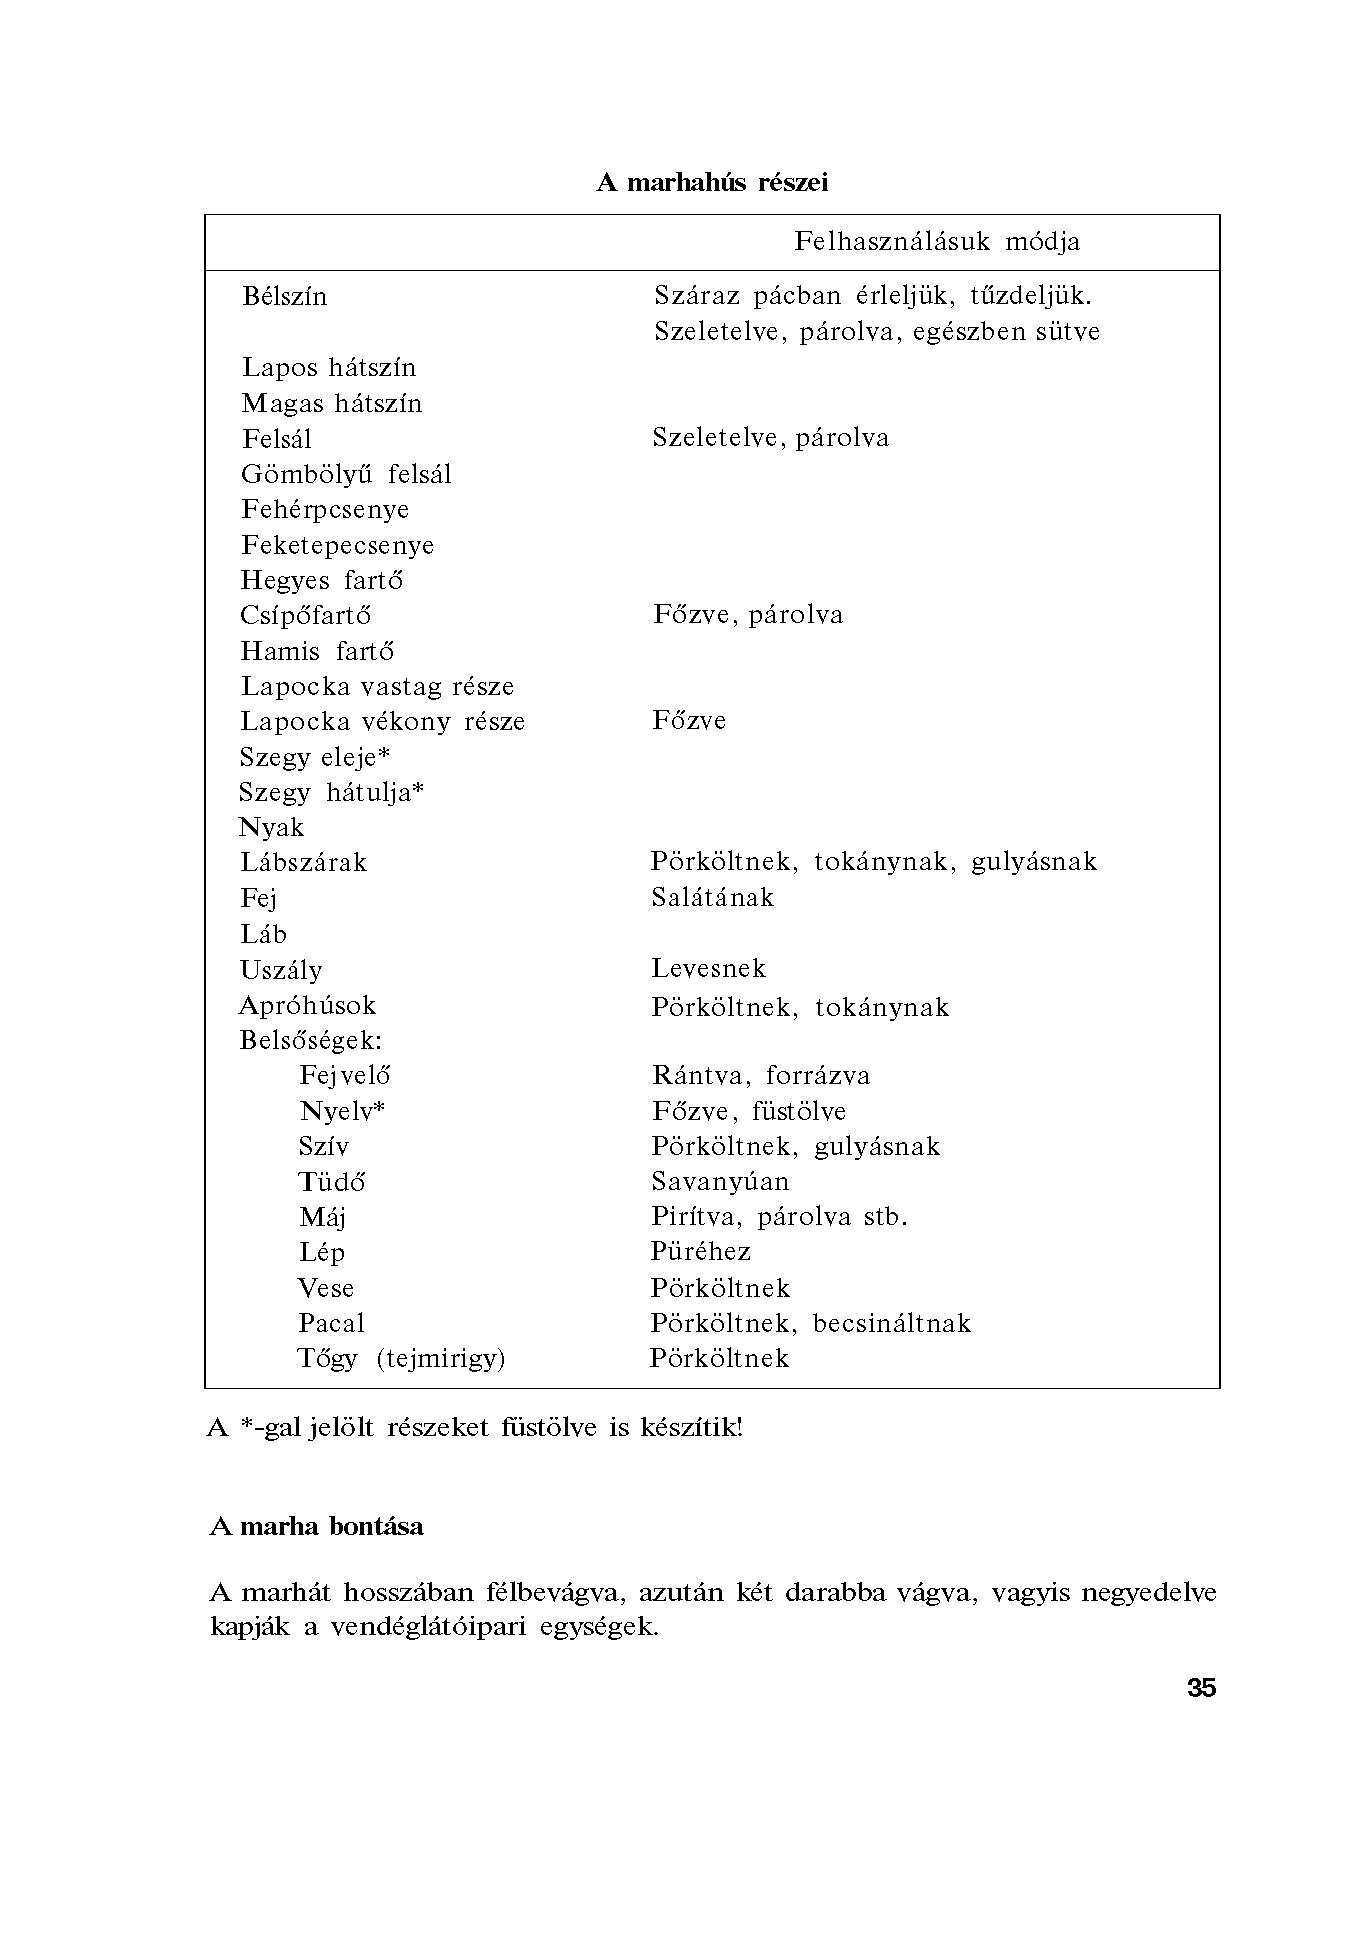 A marhahús részei
Felhasználásuk módja
Bélszín Száraz pácban érleljük, tűzdeljük.
Szeletelve, párolva, egészben sütve
Lapos hátszín
Magas hátszín
Felsál Szeletelve, párolva
Gömbölyű felsál
Fehérpcsenye
Feketepecsenye
Hegyes fartő
Csípőfartő Főzve, párolva
Hamis fartő
Lapocka vastag része
Lapocka vékony része Főzve
Szegy eleje*
Szegy hátulja*
Nyak
Lábszárak Pörköltnek, tokánynak, gulyásnak
Fej Salátának
Láb
Uszály Levesnek
Apróhúsok Pörköltnek, tokánynak
Belsőségek:
Fejvelő Rántva, forrázva
Nyelv* Főzve, füstölve
Szív Pörköltnek, gulyásnak
Tüdő Savanyúan
Máj Pirítva, párolva stb.
Lép Püréhez
Vese Pörköltnek
Pacal Pörköltnek, becsináltnak
Tőgy (tejmirigy) Pörköltnek
A *-gal jelölt részeket füstölve is készítik!
A marha bontása
A marhát hosszában félbevágva, azután két darabba vágva, vagyis negyedelve
kapják a vendéglátóipari egységek.
35